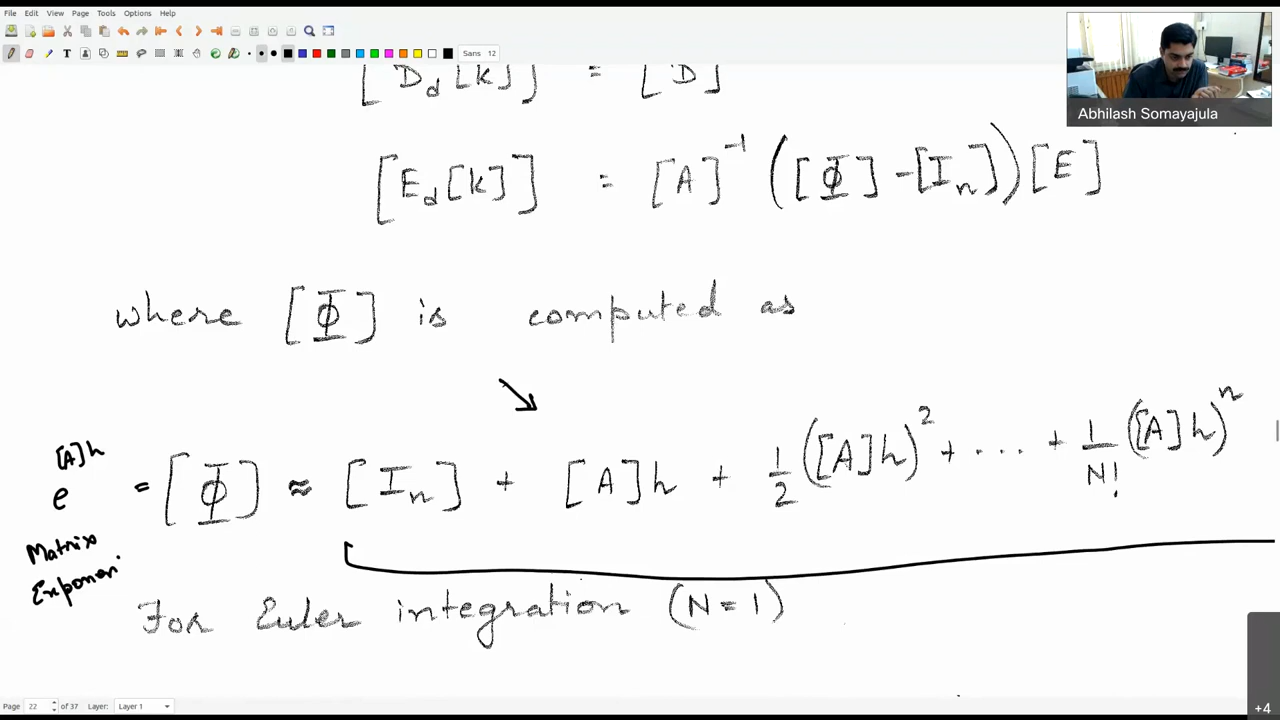 File Edit View Page Tools Options Help
Sans 12
[D_d[k]] = [D]
[E_d[k]] = [A]^{-1} ([Φ] - [I_n]) [E]
where [Φ] is computed as
e^{[A]h} = [Φ] ≈ [I_n] + [A]h + \frac{1}{2} ([A]h)^2 + ... + \frac{1}{N!} ([A]h)^n
Matrix
Exponen
For Euler integration (N = 1)
Abhilash Somayajula
Page 22 of 37 Layer: Layer 1
+4